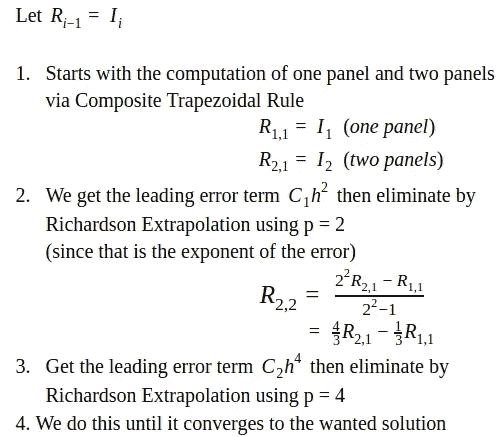 Let R_{i−1} = I_i
1. Starts with the computation of one panel and two panels
via Composite Trapezoidal Rule
R_{1,1} = I_1 (one panel)
R_{2,1} = I_2 (two panels)
2. We get the leading error term C_1h^2 then eliminate by
Richardson Extrapolation using p = 2
(since that is the exponent of the error)
R_{2,2} = \frac{2^2R_{2,1} − R_{1,1}}{2^2−1}
= \frac{4}{3}R_{2,1} − \frac{1}{3}R_{1,1}
3. Get the leading error term C_2h^4 then eliminate by
Richardson Extrapolation using p = 4
4. We do this until it converges to the wanted solution